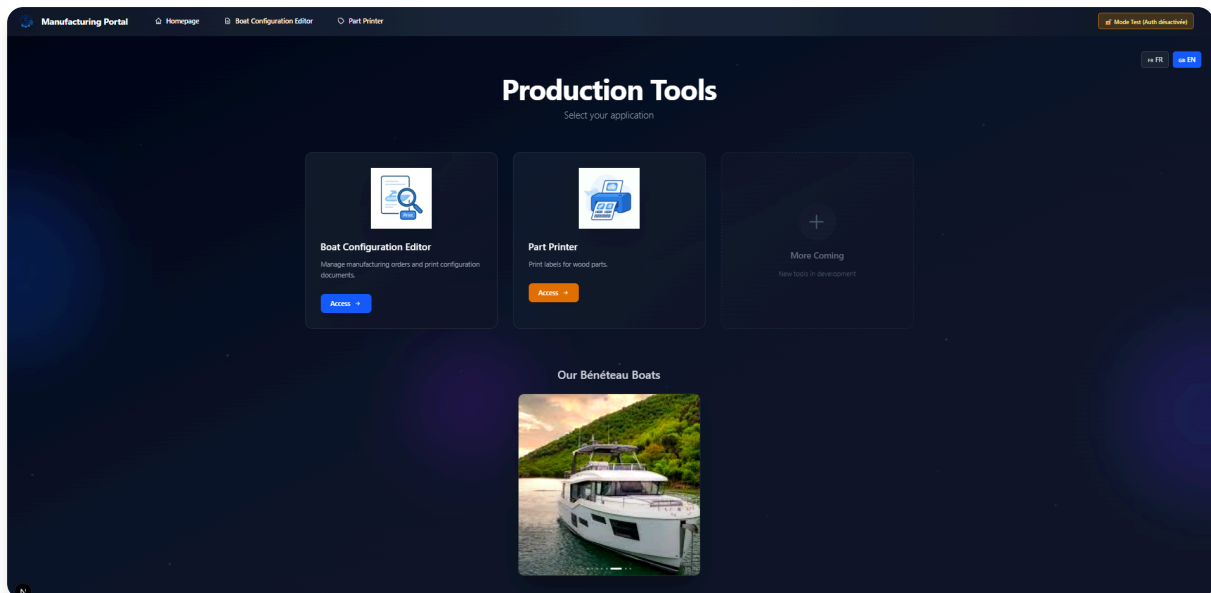 Manufacturing Portal
Homepage
Boat Configuration Editor
Part Printer
Mode Test (Auth désactivée)
FR FR
GB EN
Production Tools
Select your application
Boat Configuration Editor
Manage manufacturing orders and print configuration
documents.
Access →
Part Printer
Print labels for wood parts.
Access →
More Coming
New tools in development
Our Bénéteau Boats
N